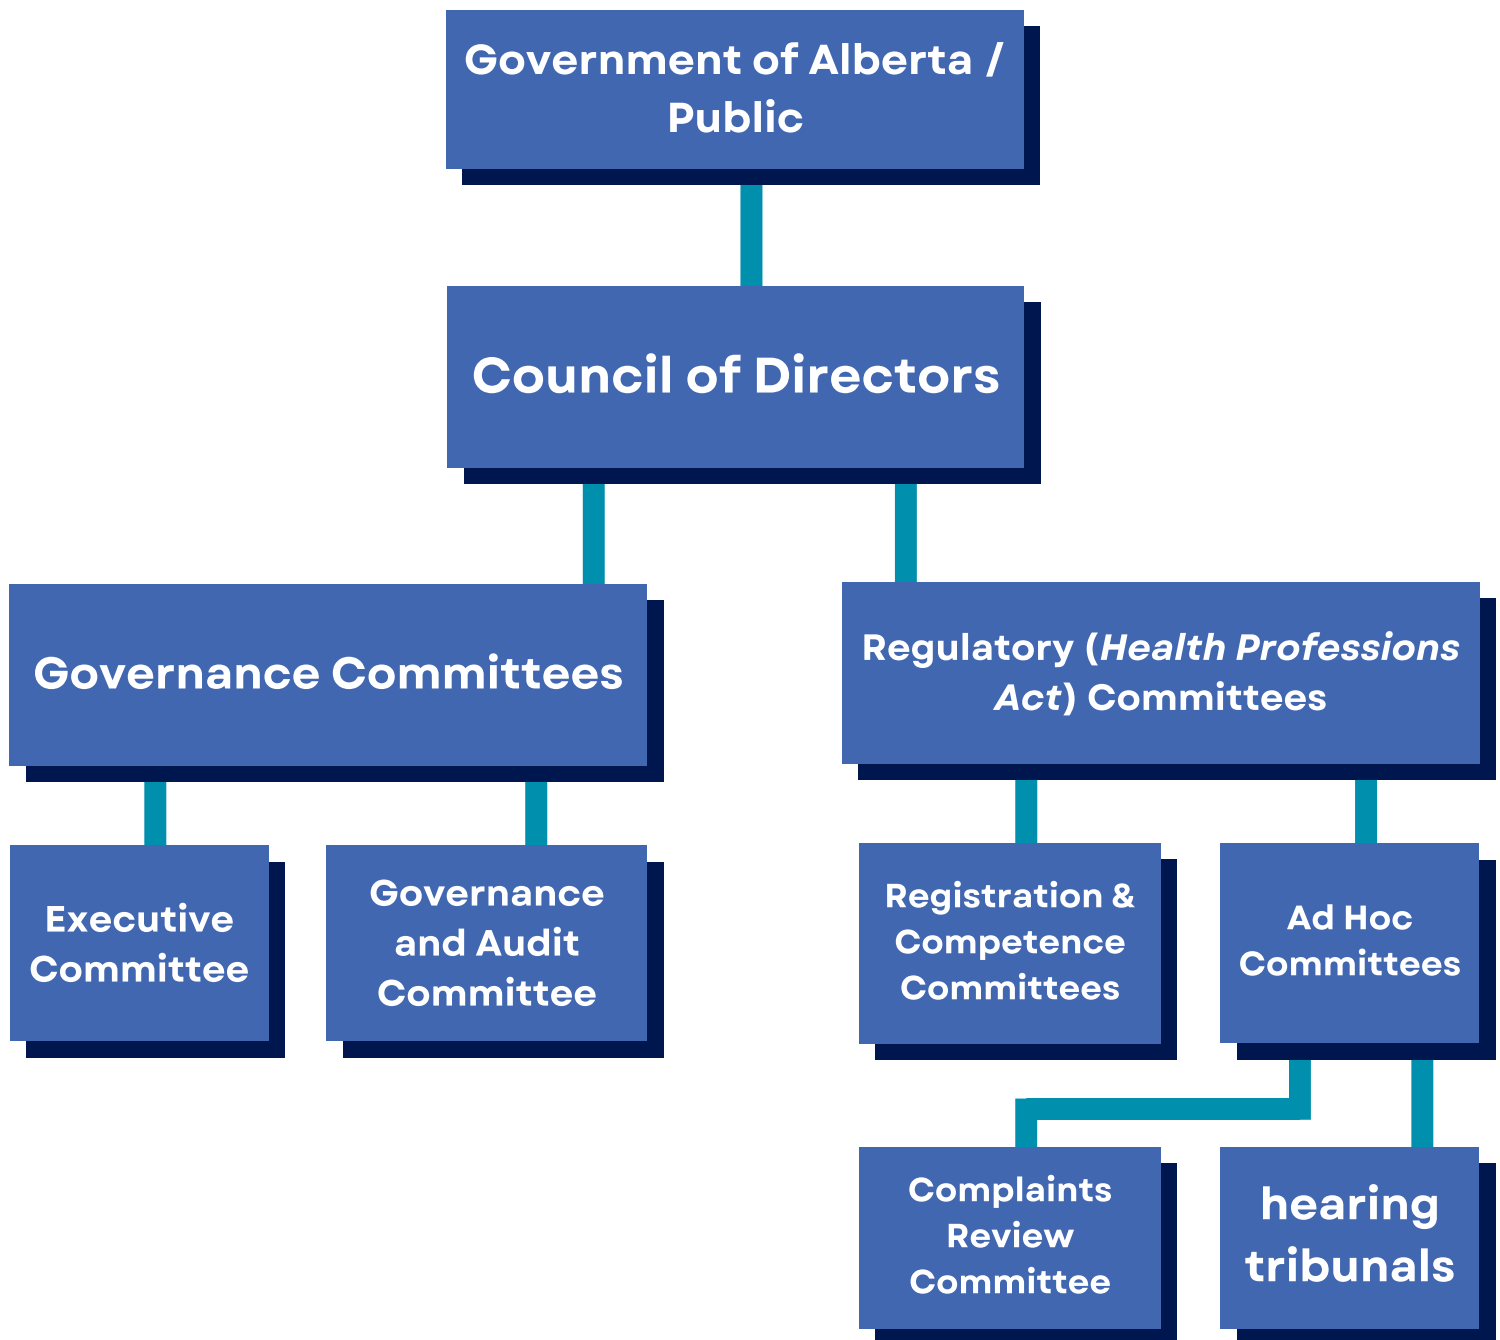 Government of Alberta /
Public
Council of Directors
Governance Committees
Regulatory (Health Professions
Act) Committees
Executive
Committee
Governance
and Audit
Committee
Registration &
Competence
Committees
Ad Hoc
Committees
Complaints
Review
Committee
hearing
tribunals